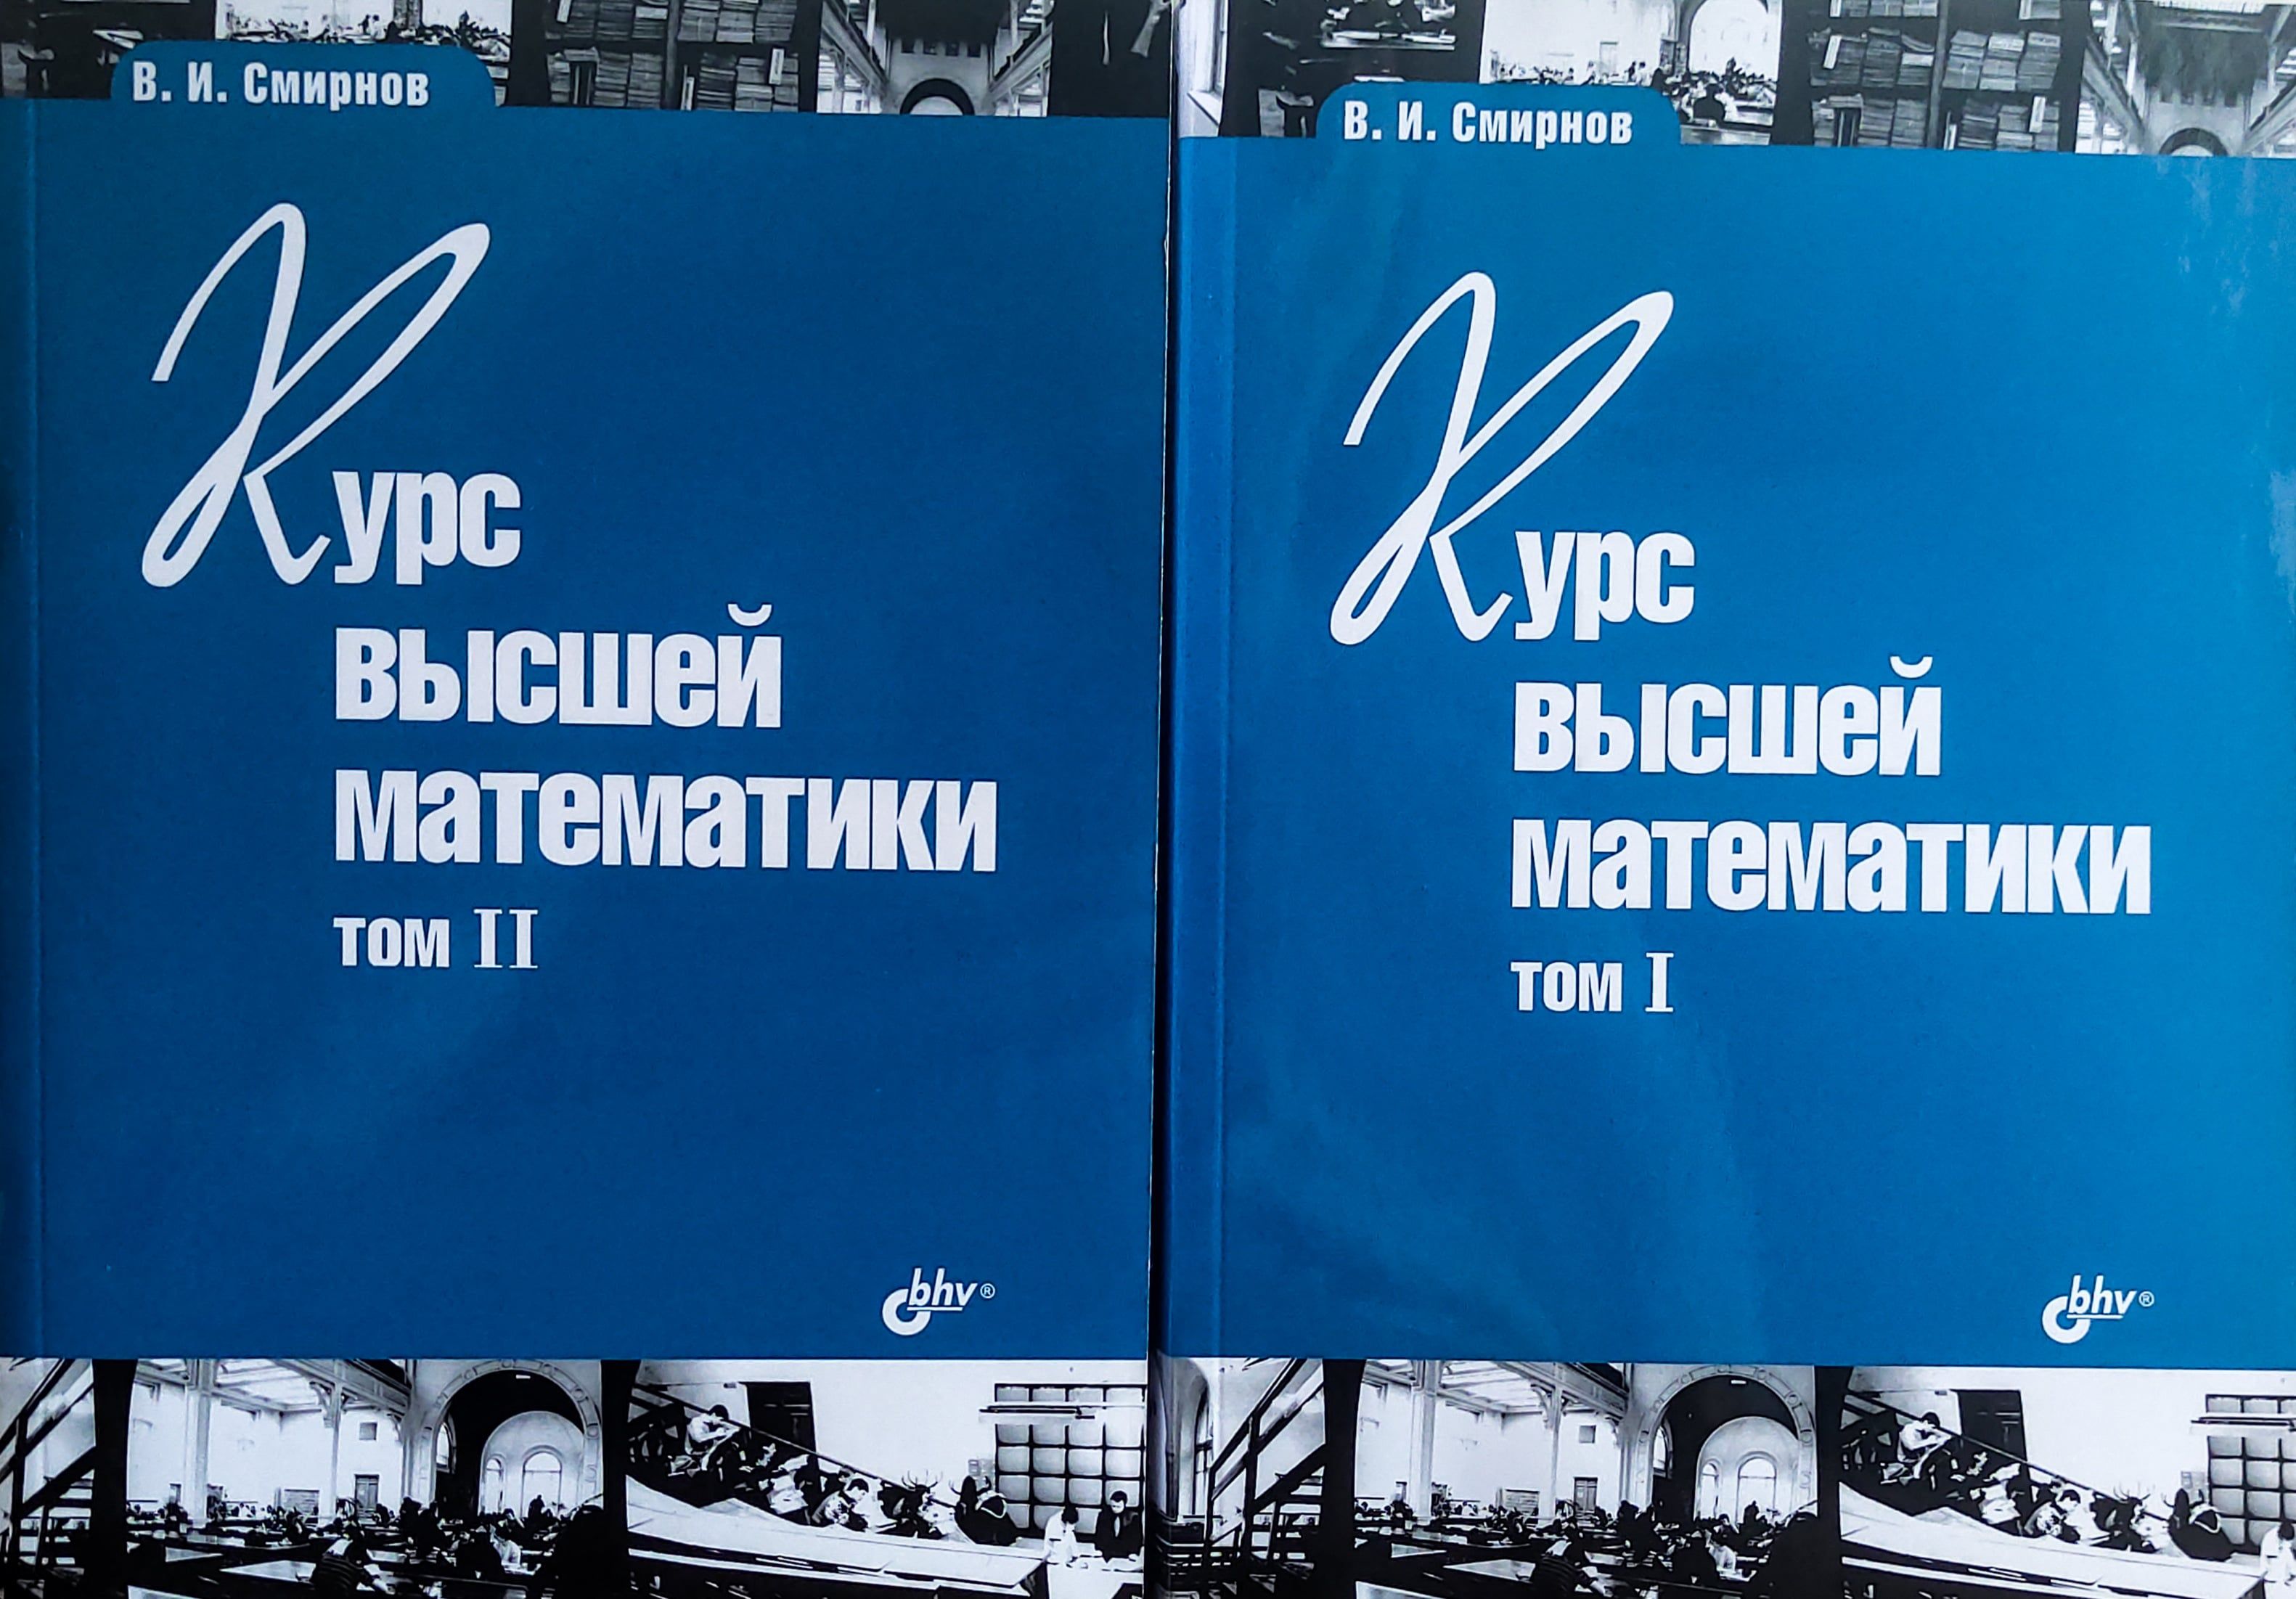 В. И. Смирнов
Курс
высшей
математики
том II
bhv®
В. И. Смирнов
Курс
высшей
математики
том I
bhv®